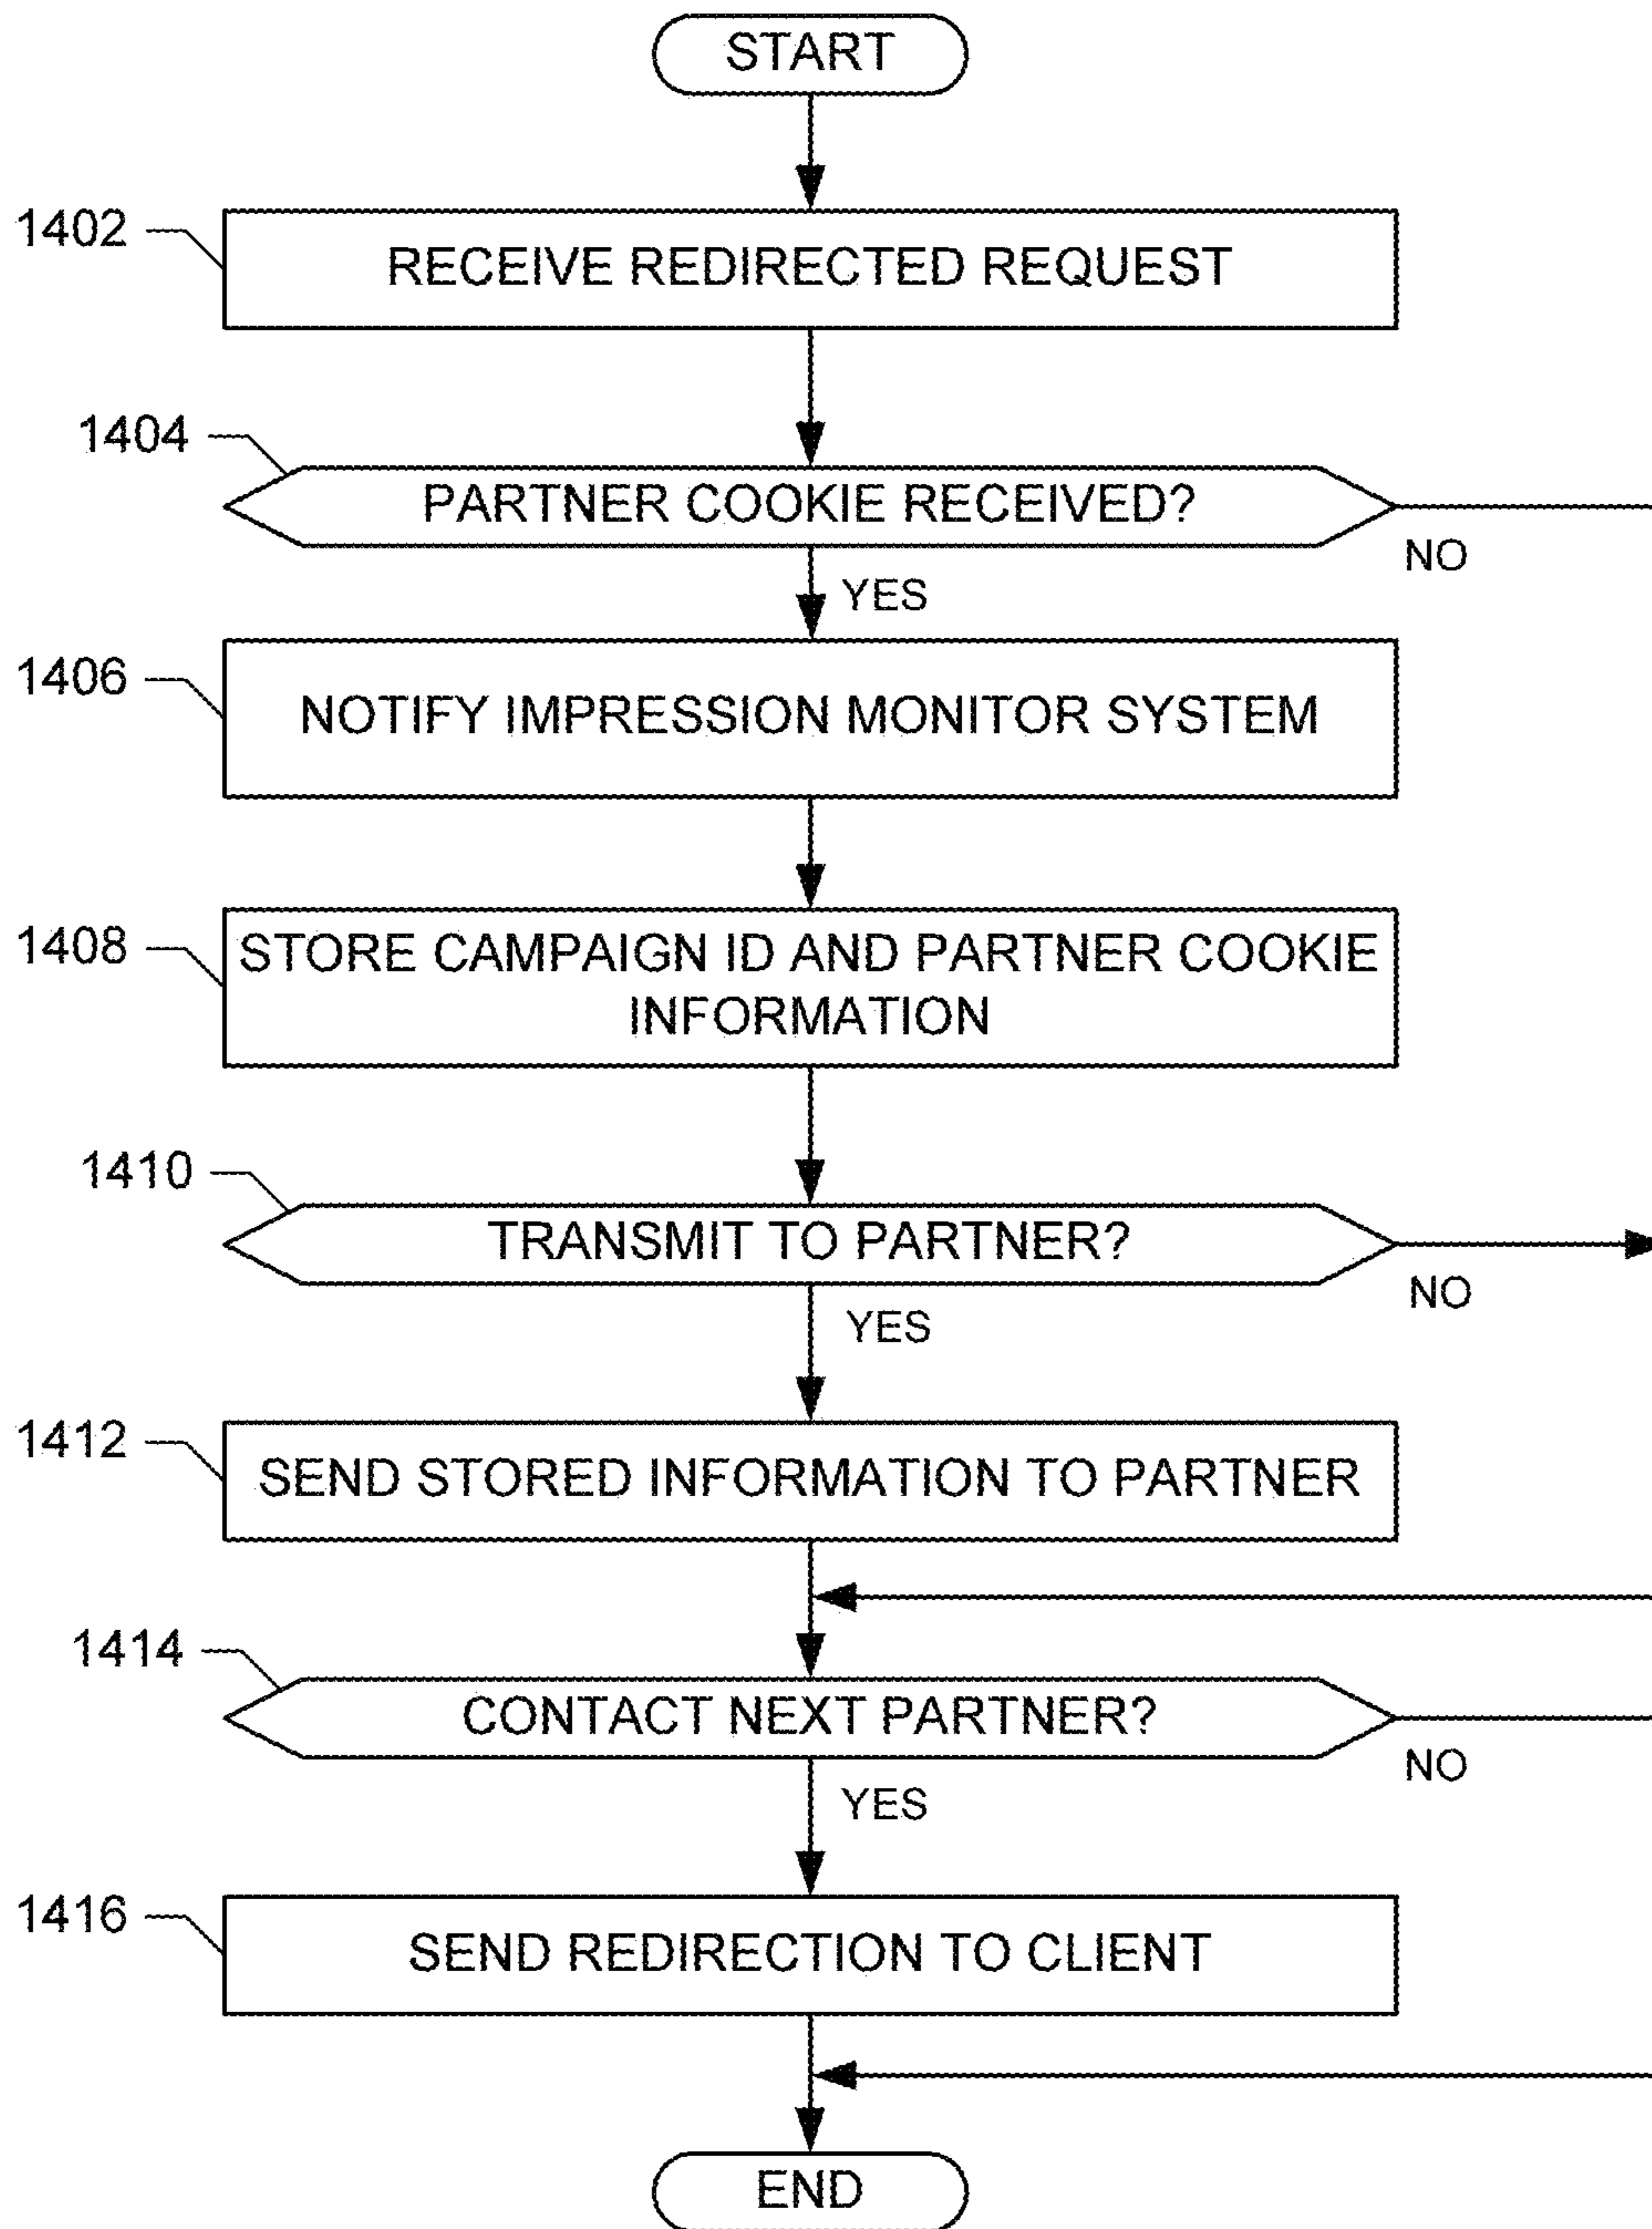 START
1402
RECEIVE REDIRECTED REQUEST
1404
PARTNER COOKIE RECEIVED?
NO
YES
1406
NOTIFY IMPRESSION MONITOR SYSTEM
1408
STORE CAMPAIGN ID AND PARTNER COOKIE
INFORMATION
1410
TRANSMIT TO PARTNER?
NO
YES
1412
SEND STORED INFORMATION TO PARTNER
1414
CONTACT NEXT PARTNER?
NO
YES
1416
SEND REDIRECTION TO CLIENT
END